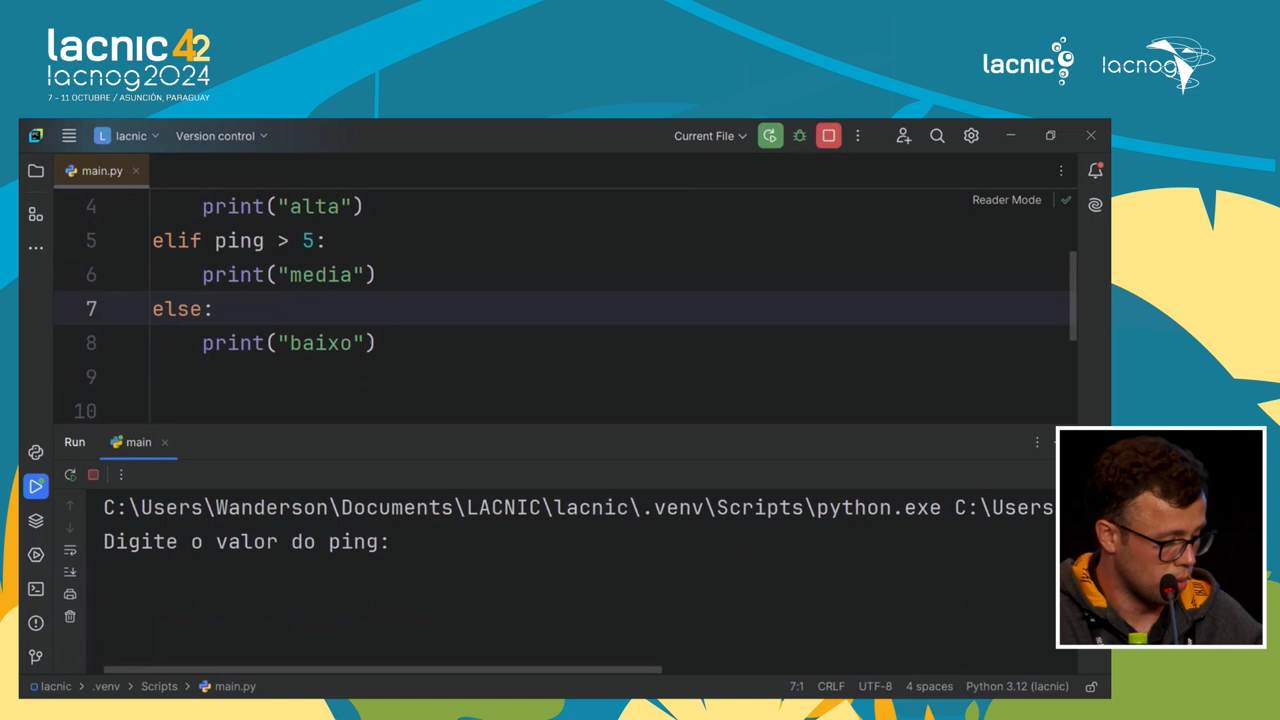 lacnic 42
lacnog2024
7 - 11 OCTUBRE / ASUNCIÓN, PARAGUAY
lacnic
lacnog
L lacnic
Version control
Current File
main.py
Reader Mode
4 print("alta")
5 elif ping > 5:
6 print("media")
7 else:
8 print("baixo")
9
10
Run
main
C:\Users\Wanderson\Documents\LACNIC\lacnic\.venv\Scripts\python.exe C:\Users
Digite o valor do ping:
lacnic > .venv > Scripts > main.py
7:1 CRLF UTF-8 4 spaces Python 3.12 (lacnic)